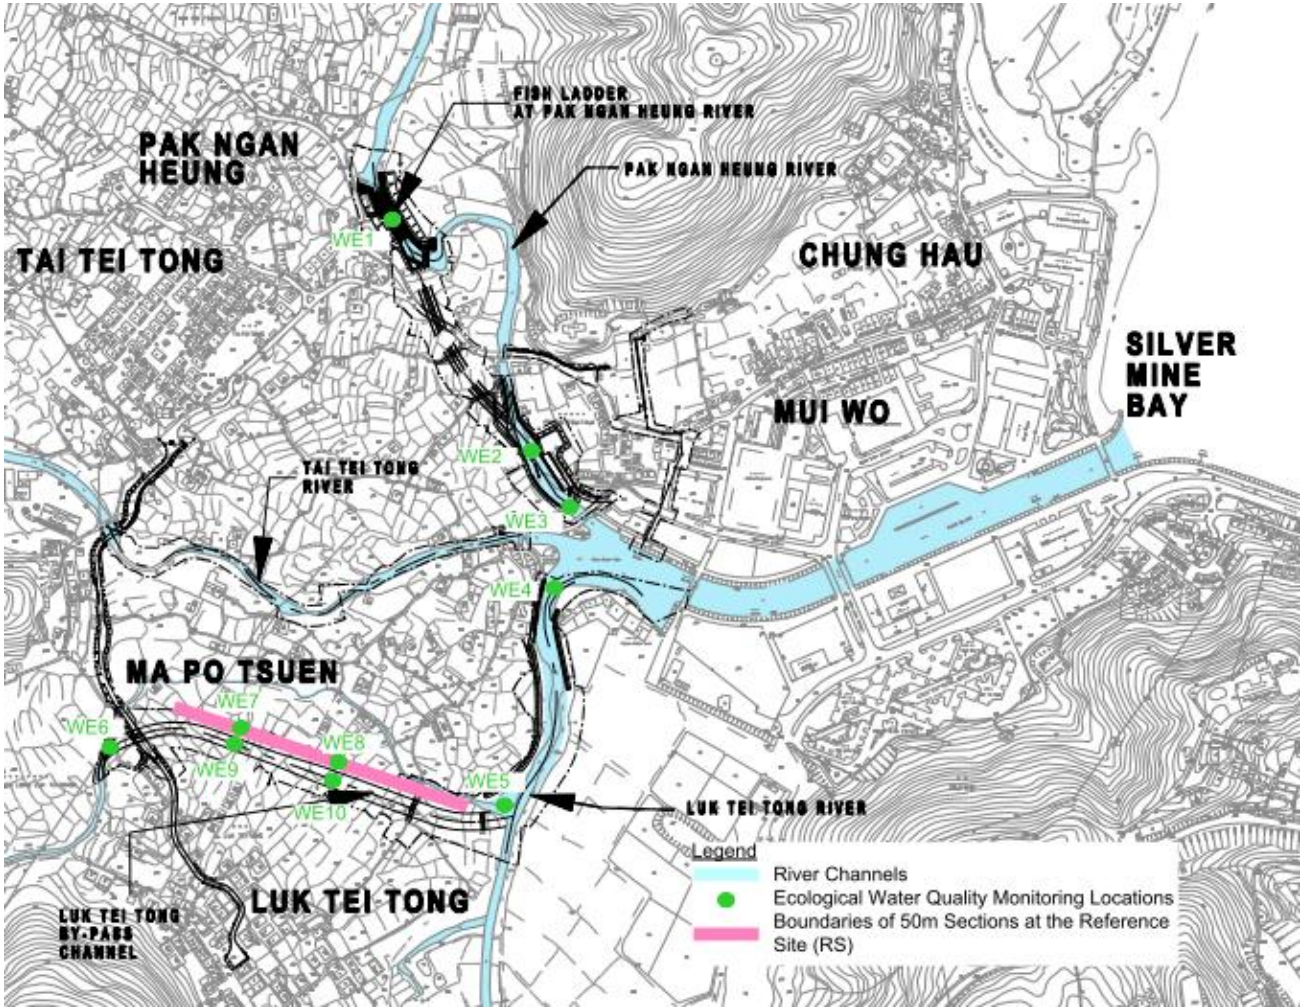 FISH LADDER
AT PAK NGAN HEUNG RIVER
PAK NGAN
HEUNG
PAK NGAN HEUNG RIVER
WE1
TAI TEI TONG
CHUNG HAU
SILVER
MINE
BAY
MUI WO
WE2
TAI TEI TONG
RIVER
WE3
WE4
MA PO TSUEN
WE7
WE6
WE8
WE9
WE5
WE10
LUK TEI TONG RIVER
Legend
River Channels
Ecological Water Quality Monitoring Locations
Boundaries of 50m Sections at the Reference
Site (RS)
LUK TEI TONG
LUK TEI TONG
BY-PASS
CHANNEL